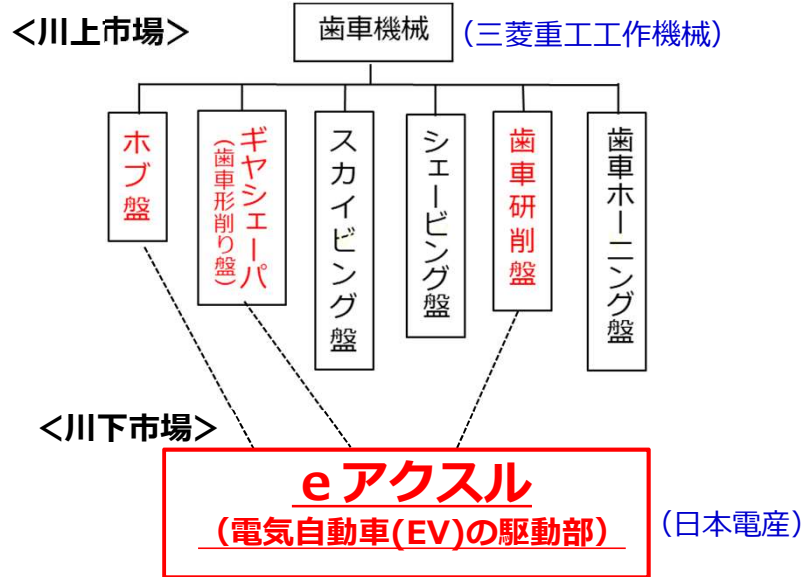 <川上市場>
歯車機械
(三菱重工工作機械)
ホブ盤
ギヤシェーパ
(歯車形削り盤)
スカイビング盤
シェービング盤
歯車研削盤
歯車ホーニング盤
<川下市場>
eアクスル
(電気自動車(EV)の駆動部)
(日本電産)